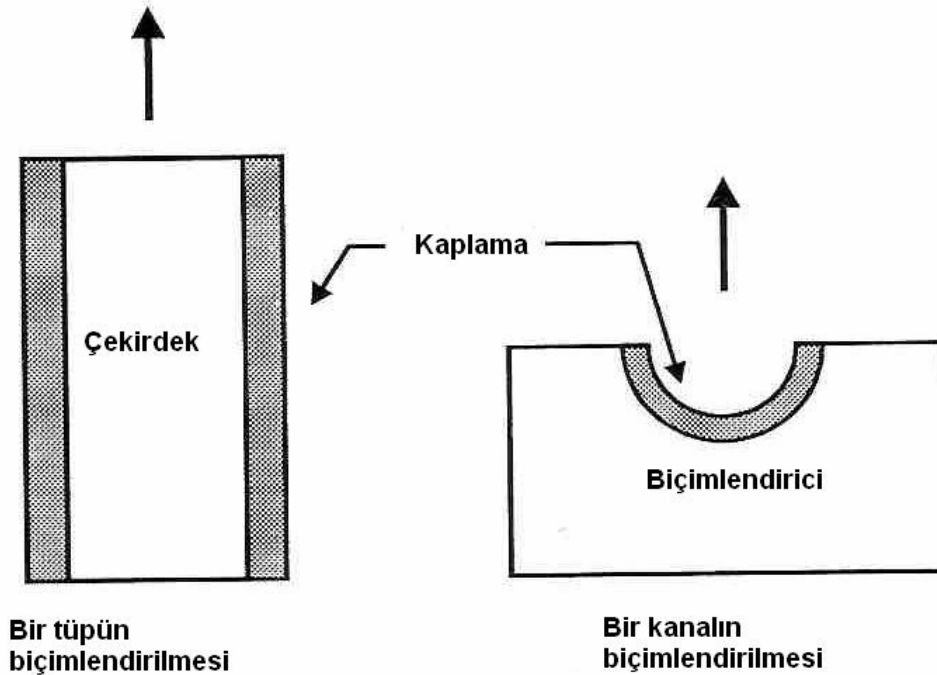 Kaplama
Çekirdek
Biçimlendirici
Bir tüpün
biçimlendirilmesi
Bir kanalın
biçimlendirilmesi